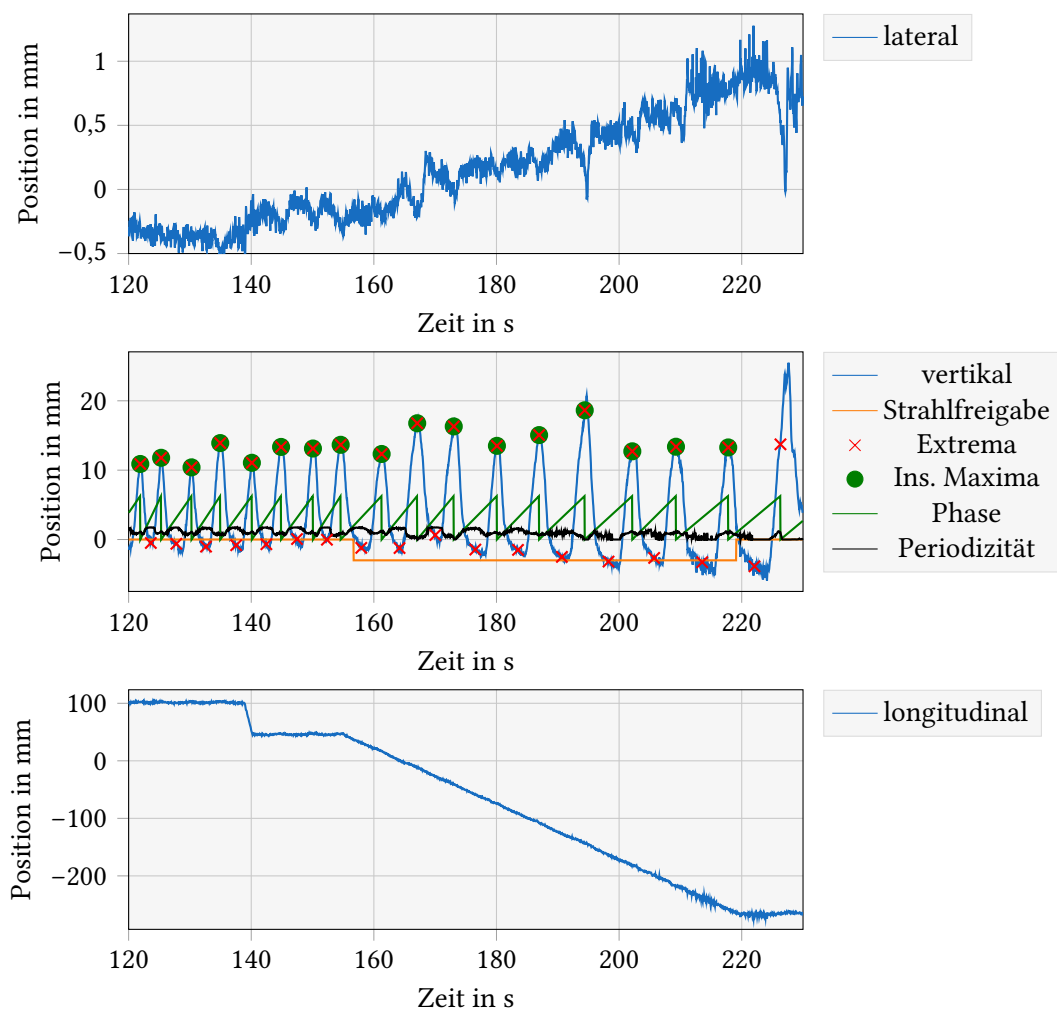 1
0.5
0
−0.5
120 140 160 180 200 220
Position in mm
Zeit in s
lateral
20
10
0
120 140 160 180 200 220
Position in mm
Zeit in s
vertikal
Strahlfreigabe
Extrema
Ins. Maxima
Phase
Periodizität
100
0
−100
−200
120 140 160 180 200 220
Position in mm
Zeit in s
longitudinal